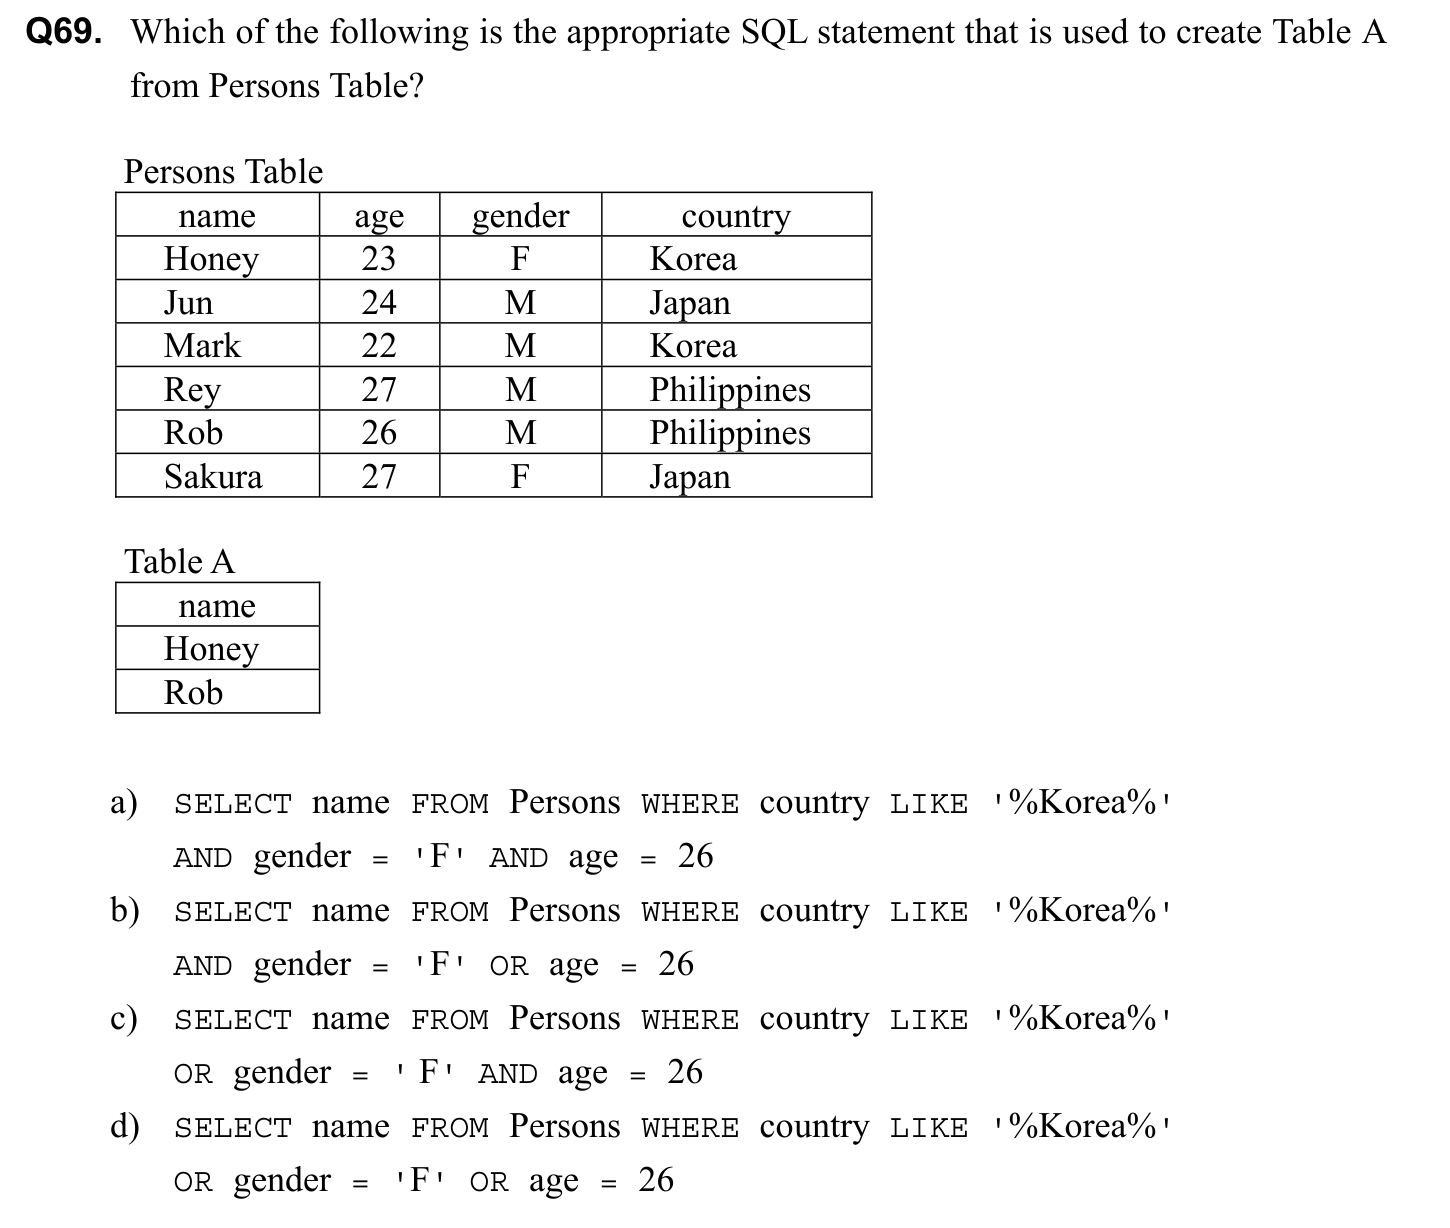 Q69. Which of the following is the appropriate SQL statement that is used to create Table A
from Persons Table?
Persons Table
name age gender country
Honey 23 F Korea
Jun 24 M Japan
Mark 22 M Korea
Rey 27 M Philippines
Rob 26 M Philippines
Sakura 27 F Japan
Table A
name
Honey
Rob
a) SELECT name FROM Persons WHERE country LIKE '%Korea%'
AND gender = 'F' AND age = 26
b) SELECT name FROM Persons WHERE country LIKE '%Korea%'
AND gender = 'F' OR age = 26
c) SELECT name FROM Persons WHERE country LIKE '%Korea%'
OR gender = ' F' AND age = 26
d) SELECT name FROM Persons WHERE country LIKE '%Korea%'
OR gender = 'F' OR age = 26